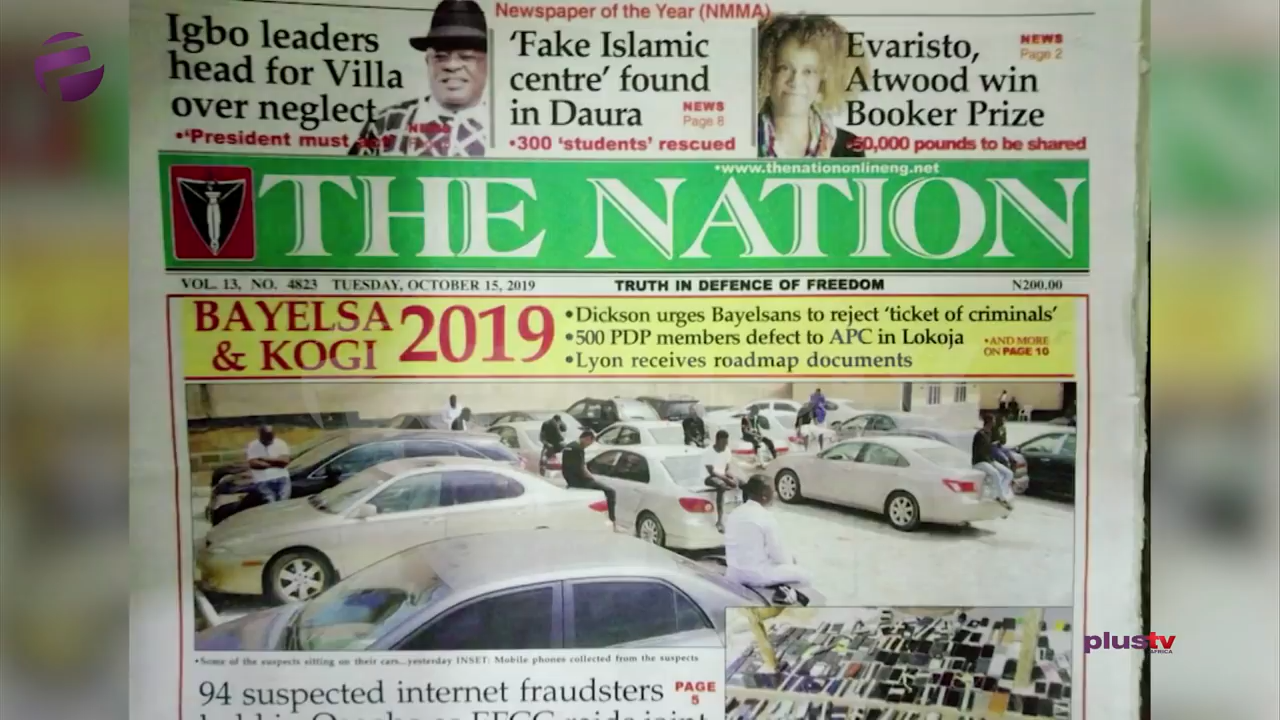 Newspaper of the Year (NMMA)
Igbo leaders
head for Villa
over neglect
•'President must
'Fake Islamic
centre' found
in Daura
NEWS
Page 8
•300 'students' rescued
Evaristo,
Atwood win
Booker Prize
NEWS
Page 2
50,000 pounds to be shared
•www.thenationonlineng.net
THE NATION
VOL. 13, NO. 4823 TUESDAY, OCTOBER 15, 2019
TRUTH IN DEFENCE OF FREEDOM
N200.00
BAYELSA
& KOGI
2019
•Dickson urges Bayelsans to reject 'ticket of criminals'
•500 PDP members defect to APC in Lokoja
•Lyon receives roadmap documents
•AND MORE
ON PAGE 10
•Some of the suspects sitting on their cars...yesterday INSET: Mobile phones collected from the suspects
94 suspected internet fraudsters
PAGE
5
plustv
AFRICA